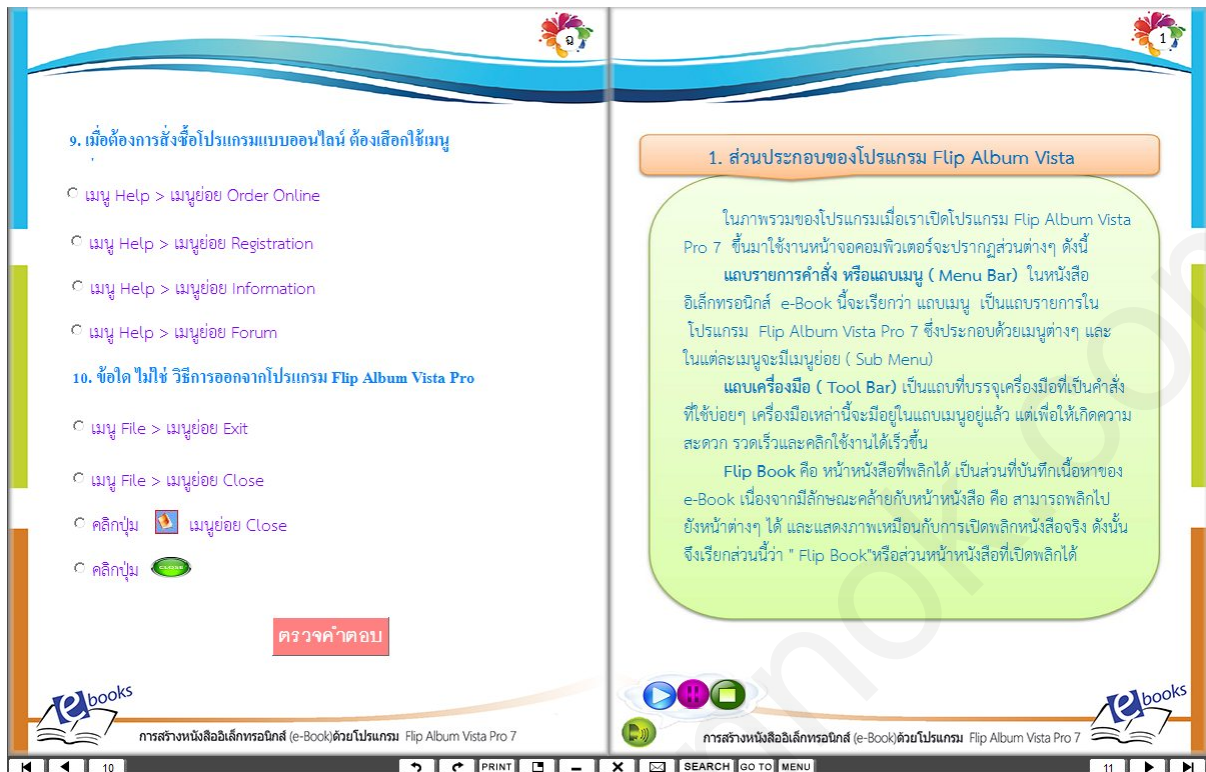 ฉ
9. เมื่อต้องการสั่งซื้อโปรแกรมแบบออนไลน์ ต้องเลือกใช้เมนู
เมนู Help > เมนูย่อย Order Online
เมนู Help > เมนูย่อย Registration
เมนู Help > เมนูย่อย Information
เมนู Help > เมนูย่อย Forum
10. ข้อใด ไม่ใช่ วิธีการออกจากโปรแกรม Flip Album Vista Pro
เมนู File > เมนูย่อย Exit
เมนู File > เมนูย่อย Close
คลิกปุ่ม เมนูย่อย Close
คลิกปุ่ม CLOSE
ตรวจคำตอบ
e books
การสร้างหนังสืออิเล็กทรอนิกส์ (e-Book)ด้วยโปรแกรม Flip Album Vista Pro 7
1
1. ส่วนประกอบของโปรแกรม Flip Album Vista
ในภาพรวมของโปรแกรมเมื่อเราเปิดโปรแกรม Flip Album Vista
Pro 7 ขึ้นมาใช้งานหน้าจอคอมพิวเตอร์จะปรากฏส่วนต่างๆ ดังนี้
แถบรายการคำสั่ง หรือแถบเมนู ( Menu Bar) ในหนังสือ
อิเล็กทรอนิกส์ e-Book นี้จะเรียกว่า แถบเมนู เป็นแถบรายการใน
โปรแกรม Flip Album Vista Pro 7 ซึ่งประกอบด้วยเมนูต่างๆ และ
ในแต่ละเมนูจะมีเมนูย่อย ( Sub Menu)
แถบเครื่องมือ ( Tool Bar) เป็นแถบที่บรรจุเครื่องมือที่เป็นคำสั่ง
ที่ใช้บ่อยๆ เครื่องมือเหล่านี้จะมีอยู่ในแถบเมนูอยู่แล้ว แต่เพื่อให้เกิดความ
สะดวก รวดเร็วและคลิกใช้งานได้เร็วขึ้น
Flip Book คือ หน้าหนังสือที่พลิกได้ เป็นส่วนที่บันทึกเนื้อหาของ
e-Book เนื่องจากมีลักษณะคล้ายกับหน้าหนังสือ คือ สามารถพลิกไป
ยังหน้าต่างๆ ได้ และแสดงภาพเหมือนกับการเปิดพลิกหนังสือจริง ดังนั้น
จึงเรียกส่วนนี้ว่า " Flip Book"หรือส่วนหน้าหนังสือที่เปิดพลิกได้
e books
การสร้างหนังสืออิเล็กทรอนิกส์ (e-Book)ด้วยโปรแกรม Flip Album Vista Pro 7
10 PRINT SEARCH GO TO MENU 11